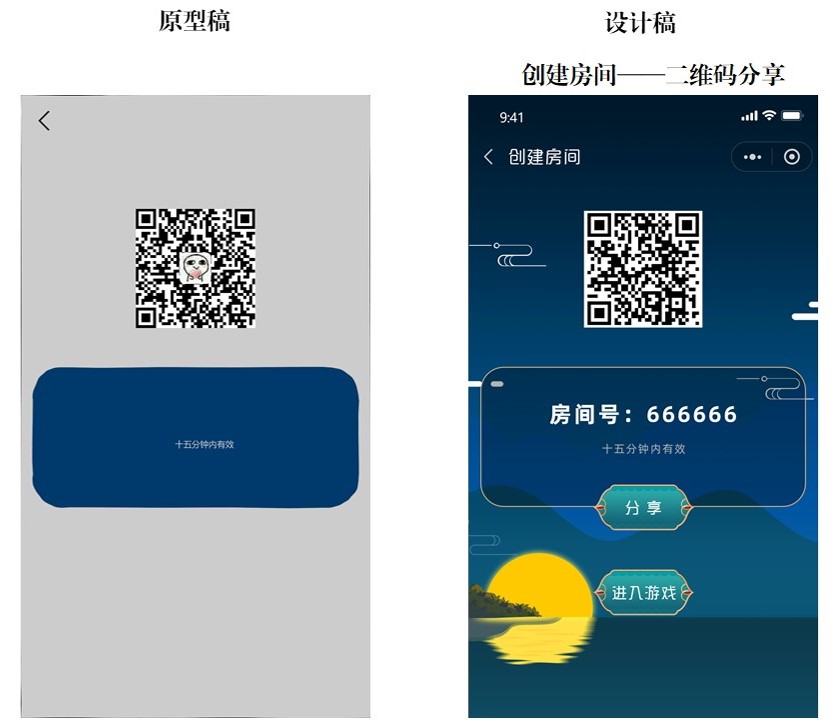 原型稿
设计稿
创建房间——二维码分享
十五分钟内有效
9:41
创建房间
房间号：666666
十五分钟内有效
分享
进入游戏